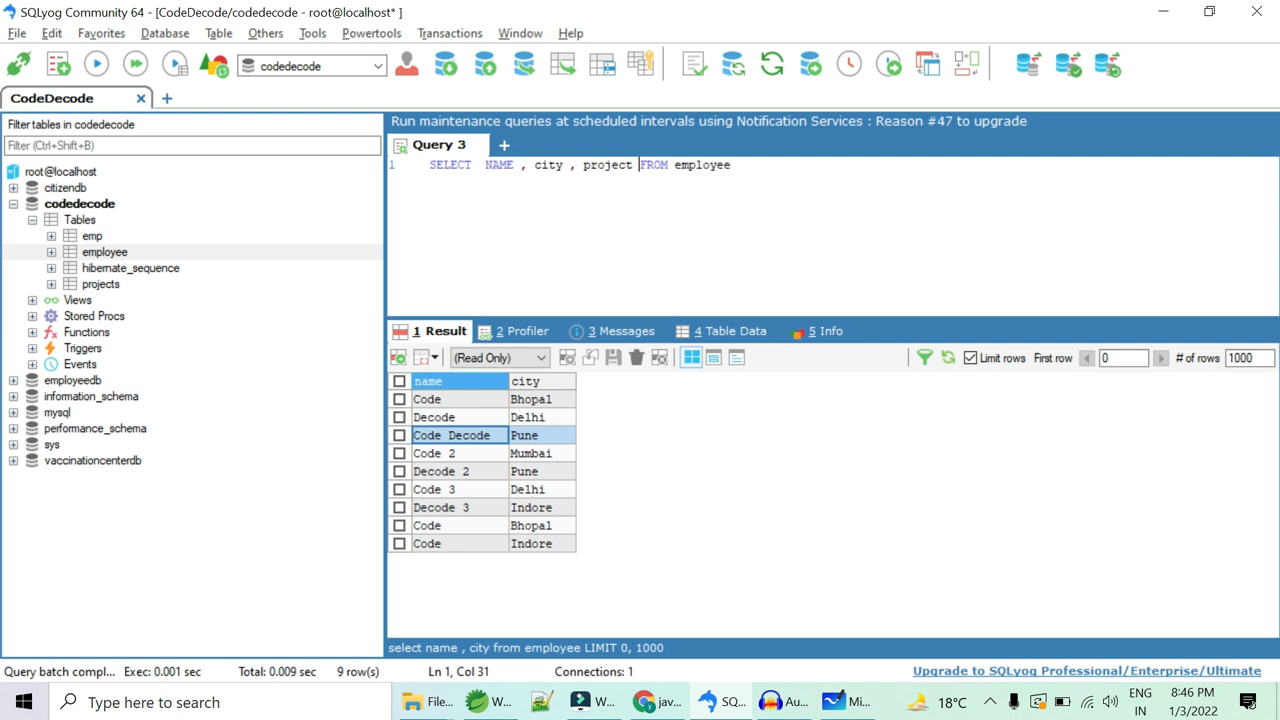 SQLyog Community 64 - [CodeDecode/codedecode - root@localhost* ]
File Edit Favorites Database Table Others Tools Powertools Transactions Window Help
codedecode
CodeDecode
Filter tables in codedecode
Filter (Ctrl+Shift+B)
root@localhost
citizendb
codedecode
Tables
emp
employee
hibernate_sequence
projects
Views
Stored Procs
Functions
Triggers
Events
employeedb
information_schema
mysql
performance_schema
sys
vaccinationcenterdb
Run maintenance queries at scheduled intervals using Notification Services : Reason #47 to upgrade
Query 3
1 SELECT NAME , city , project FROM employee
1 Result 2 Profiler 3 Messages 4 Table Data 5 Info
(Read Only) Limit rows First row 0 # of rows 1000
name city
Code Bhopal
Decode Delhi
Code Decode Pune
Code 2 Mumbai
Decode 2 Pune
Code 3 Delhi
Decode 3 Indore
Code Bhopal
Code Indore
select name , city from employee LIMIT 0, 1000
Query batch compl... Exec: 0.001 sec Total: 0.009 sec 9 row(s) Ln 1, Col 31 Connections: 1 Upgrade to SQLyog Professional/Enterprise/Ultimate
Type here to search File... W... W... jav... SQ... Au... Mi... 18°C ENG IN 8:46 PM 1/3/2022